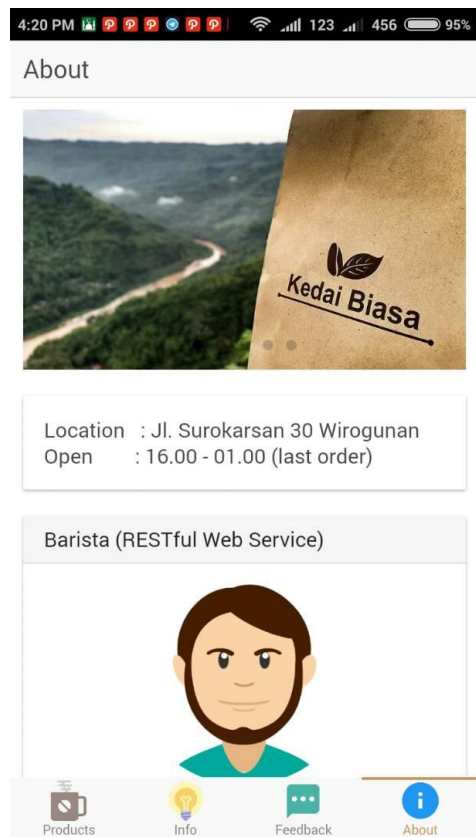 4:20 PM 123 456 95%
About
Kedai Biasa
Location : Jl. Surokarsan 30 Wirogunan
Open : 16.00 - 01.00 (last order)
Barista (RESTful Web Service)
Products Info Feedback About